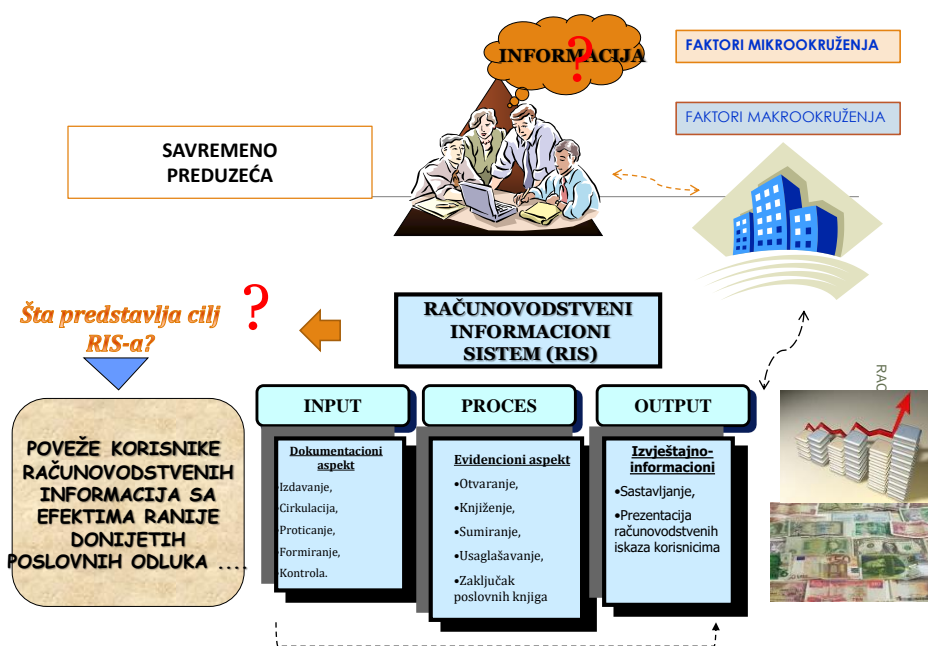 INFORMACIJA
?
FAKTORI MIKROOKRUŽENJA
FAKTORI MAKROOKRUŽENJA
SAVREMENO
PREDUZEĆA
Šta predstavlja cilj
RIS-a?
?
RAČUNOVODSTVENI
INFORMACIONI
SISTEM (RIS)
POVEŽE KORISNIKE
RAČUNOVODSTVENIH
INFORMACIJA SA
EFEKTIMA RANIJE
DONIJETIH
POSLOVNIH ODLUKA ....
INPUT
Dokumentacioni
aspekt
•Izdavanje,
•Cirkulacija,
•Proticanje,
•Formiranje,
•Kontrola.
PROCES
Evidencioni aspekt
•Otvaranje,
•Knjiženje,
•Sumiranje,
•Usaglašavanje,
•Zaključak
poslovnih knjiga
OUTPUT
Izvještajno-
informacioni
•Sastavljanje,
•Prezentacija
računovodstvenih
iskaza korisnicima